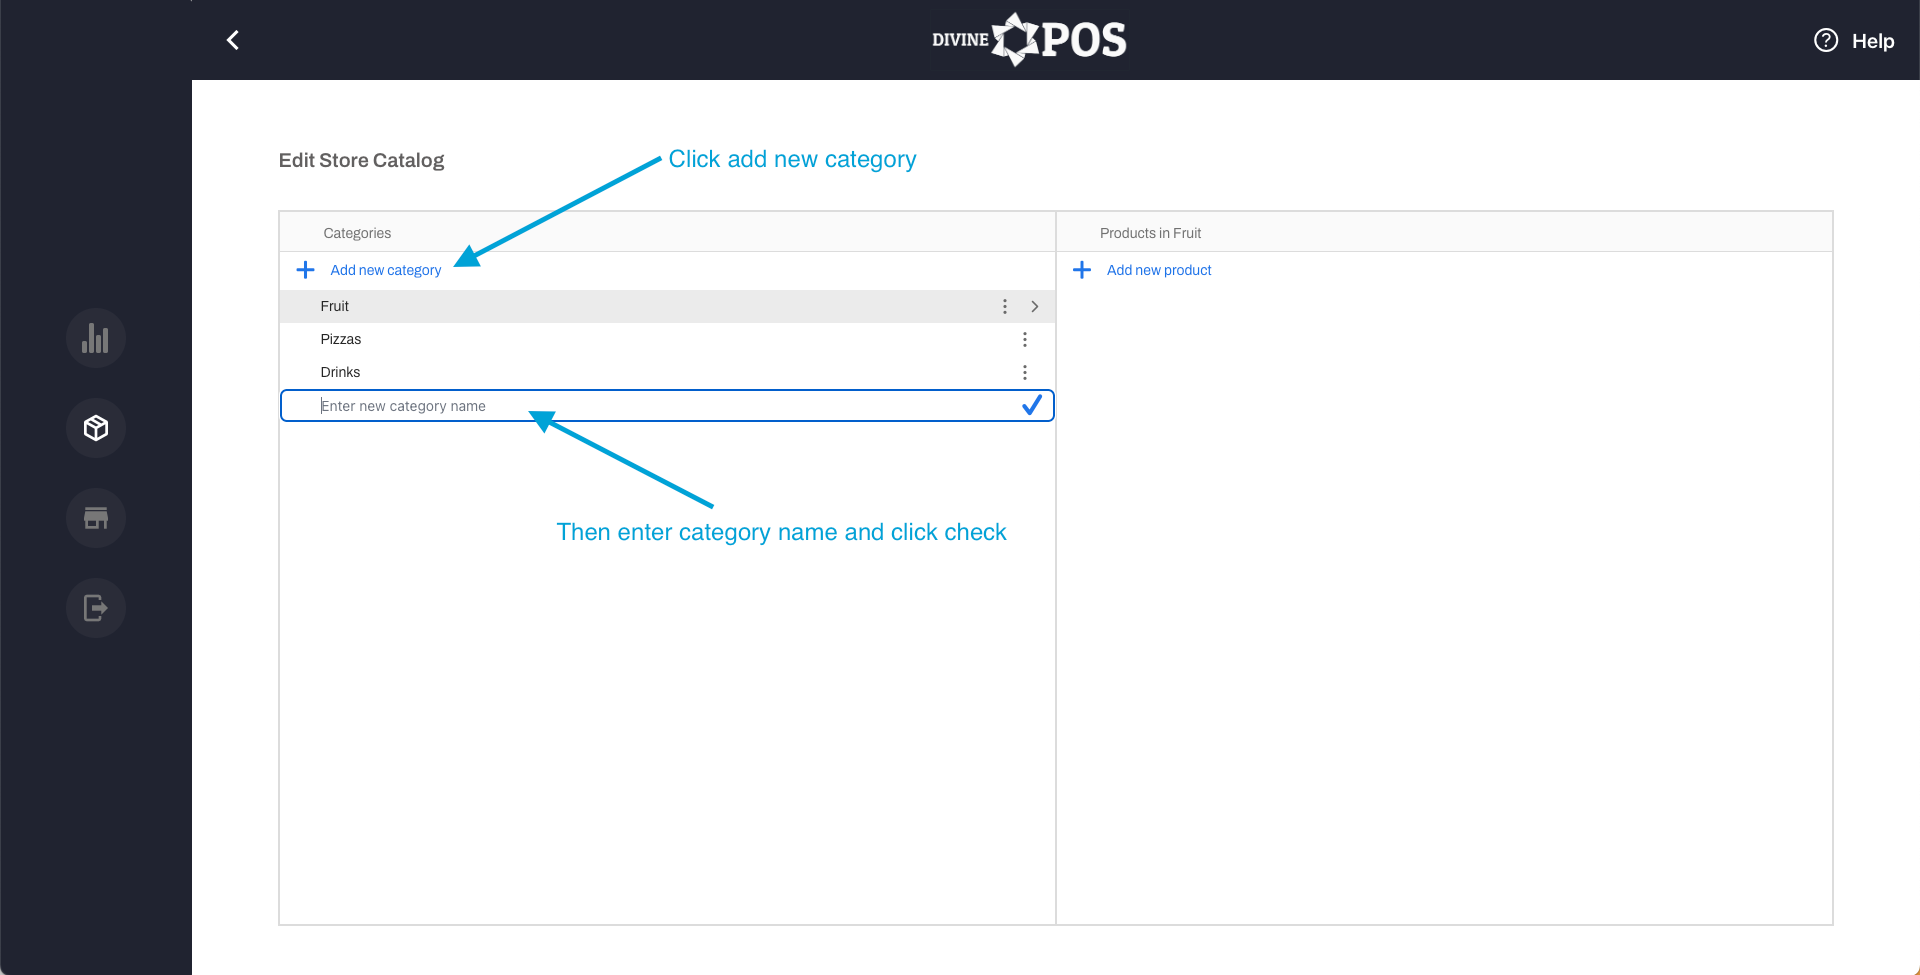 DIVINE POS
Help
Edit Store Catalog
Click add new category
Categories
Products in Fruit
Add new category
Add new product
Fruit
Pizzas
Drinks
Enter new category name
Then enter category name and click check